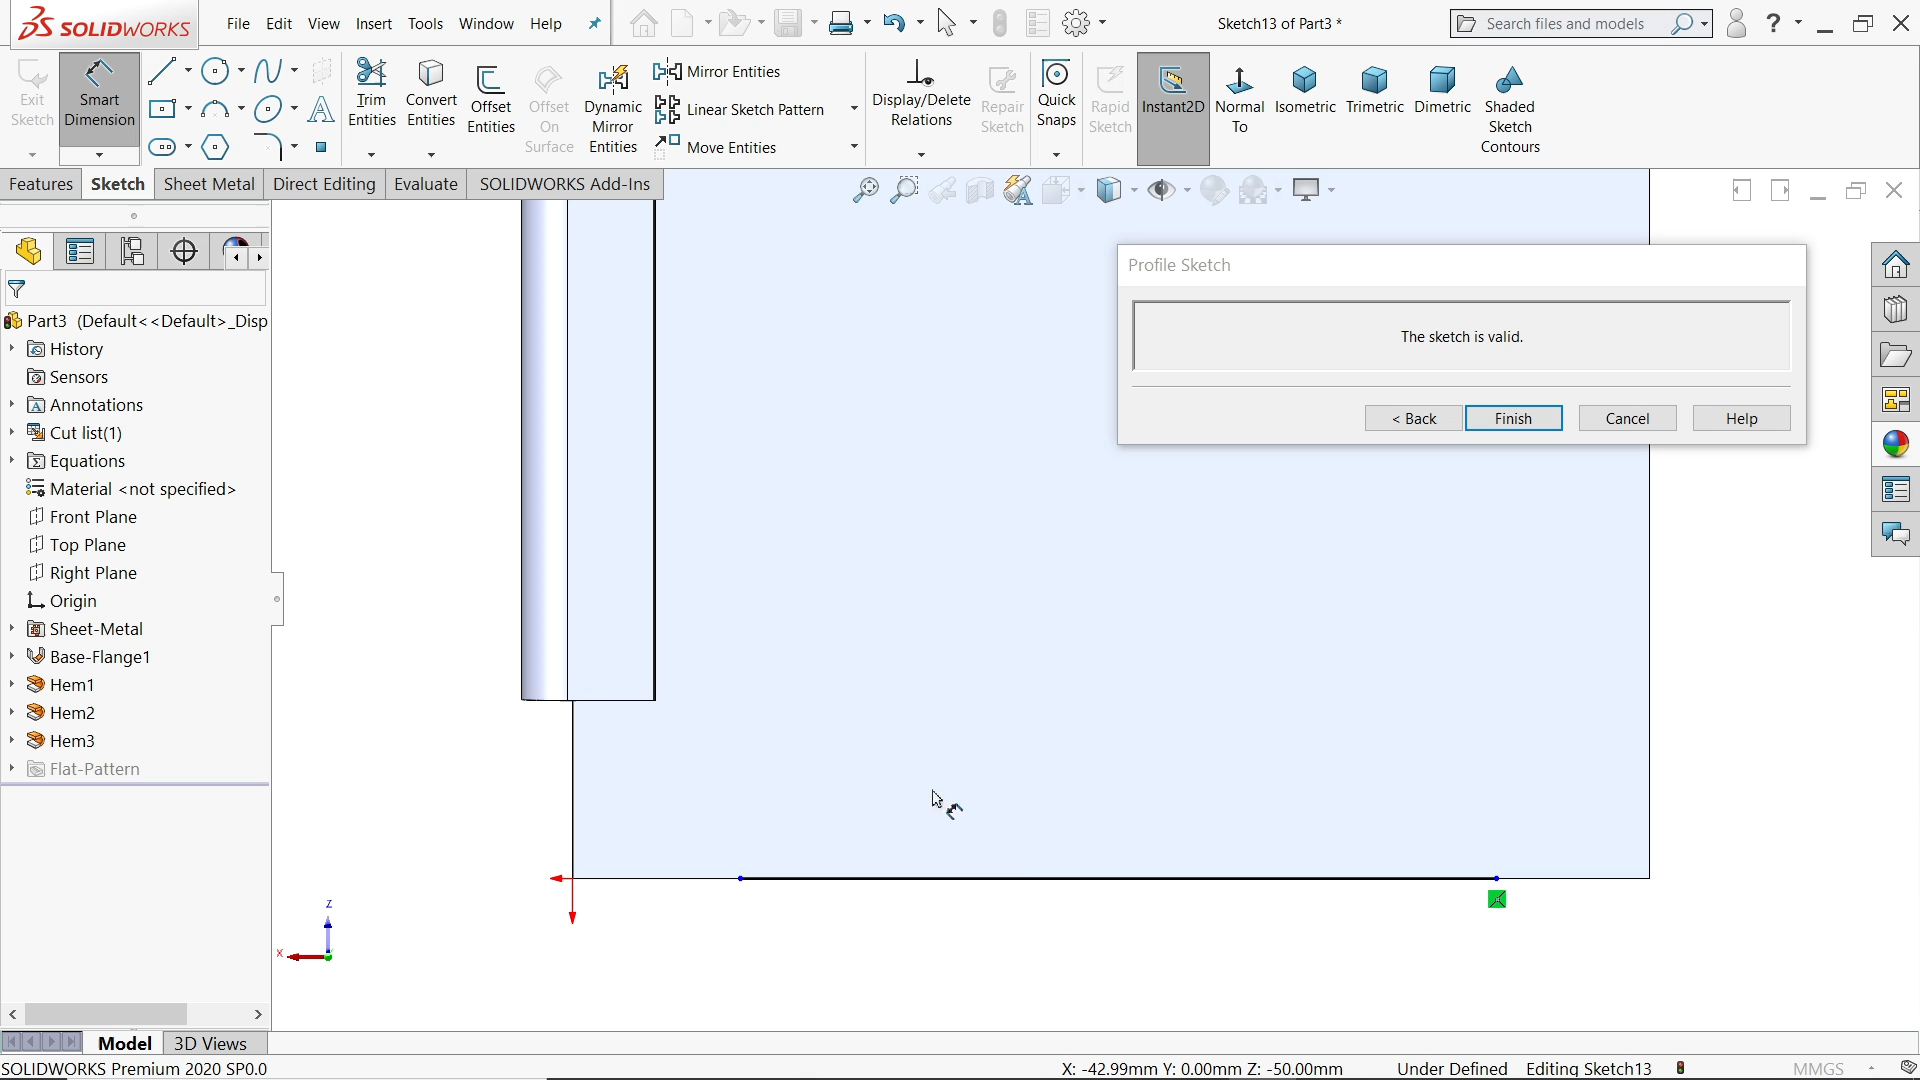 SOLIDWORKS File Edit View Insert Tools Window Help Sketch13 of Part3 * Search files and models ?
Exit Sketch
Smart Dimension
Trim Entities
Convert Entities
Offset Entities
Offset On Surface
Dynamic Mirror Entities
Mirror Entities
Linear Sketch Pattern
Move Entities
Display/Delete Relations
Repair Sketch
Quick Snaps
Rapid Sketch
Instant2D
Normal To
Isometric
Trimetric
Dimetric
Shaded Sketch Contours
Features Sketch Sheet Metal Direct Editing Evaluate SOLIDWORKS Add-Ins
Profile Sketch
The sketch is valid.
< Back Finish Cancel Help
Part3 (Default<<Default>_Disp
History
Sensors
Annotations
Cut list(1)
Equations
Material <not specified>
Front Plane
Top Plane
Right Plane
Origin
Sheet-Metal
Base-Flange1
Hem1
Hem2
Hem3
Flat-Pattern
z
x
Model 3D Views
SOLIDWORKS Premium 2020 SP0.0 X: -42.99mm Y: 0.00mm Z: -50.00mm Under Defined Editing Sketch13 MMGS